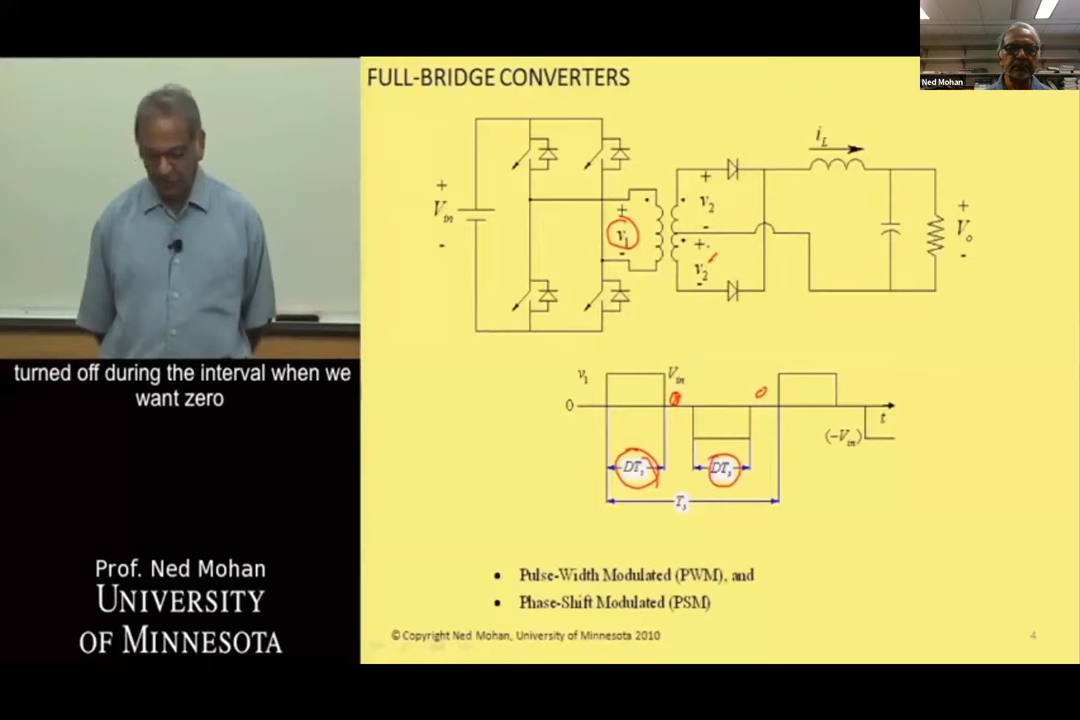 FULL-BRIDGE CONVERTERS
Ned Mohan
+
V_in
-
+
v_1
-
+
v_2
-
+
v_2
-
i_L
+
V_o
-
v_1
V_in
0
0
t
(-V_in)
DT_s
DT_s
T_s
• Pulse-Width Modulated (PWM), and
• Phase-Shift Modulated (PSM)
© Copyright Ned Mohan, University of Minnesota 2010
4
turned off during the interval when we
want zero
Prof. Ned Mohan
UNIVERSITY
OF MINNESOTA